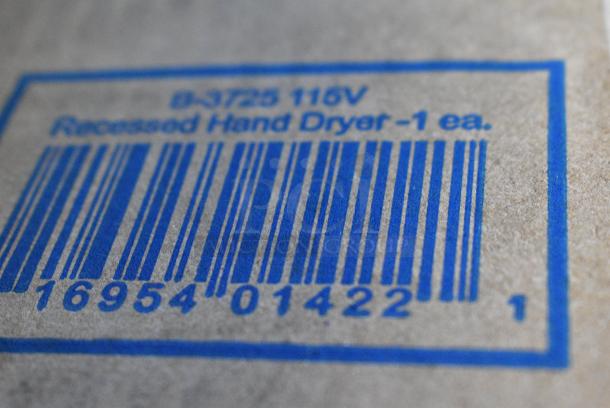 B-3725 115V
Recessed Hand Dryer -1 ea.
16954 01422 1